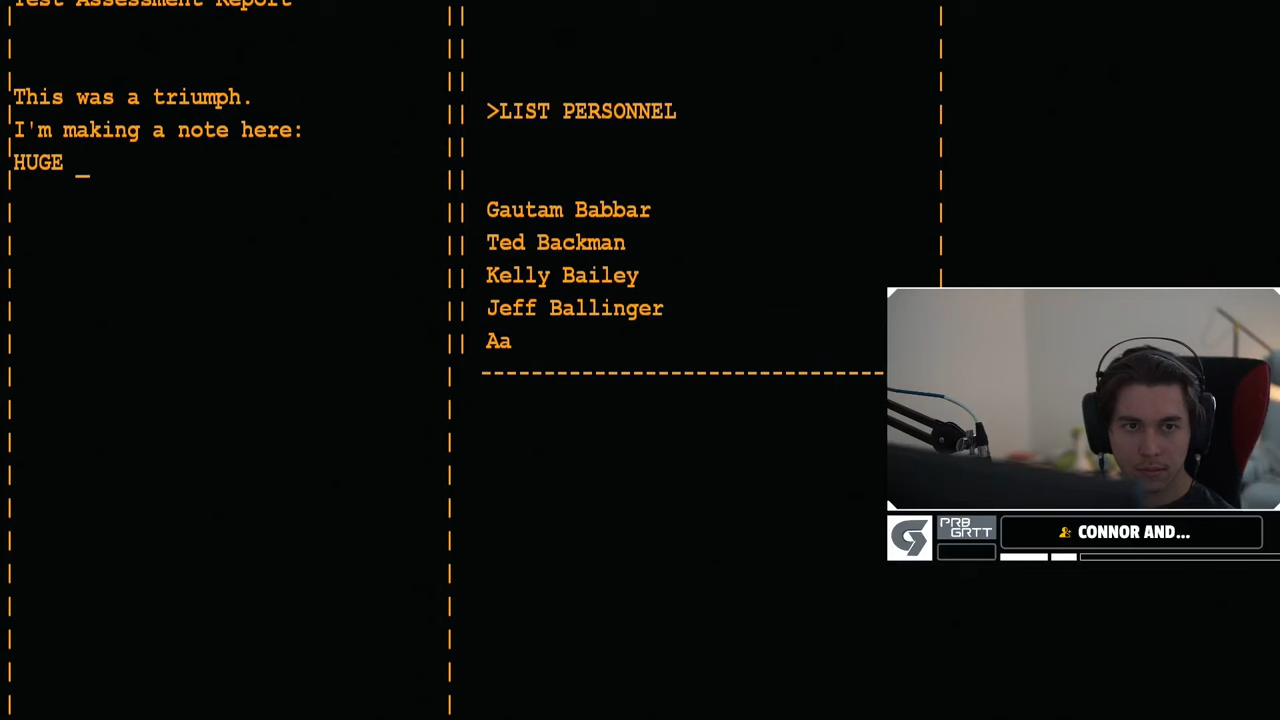 Test Assessment Report
This was a triumph.
I'm making a note here:
HUGE _
>LIST PERSONNEL
Gautam Babbar
Ted Backman
Kelly Bailey
Jeff Ballinger
Aa
PRB
GRTT
CONNOR AND...